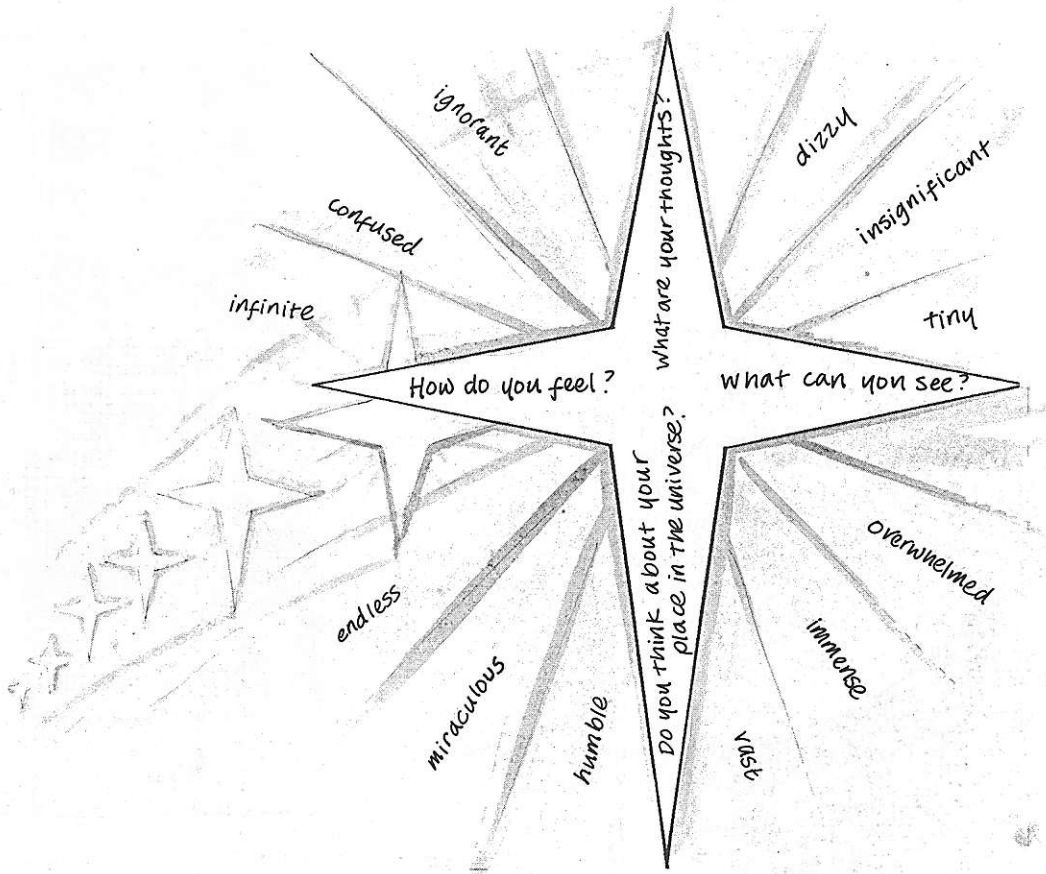 ignorant
dizzy
insignificant
confused
infinite
tiny
What are your thoughts?
How do you feel?
What can you see?
Do you think about your
place in the universe?
overwhelmed
endless
immense
miraculous
humble
vast